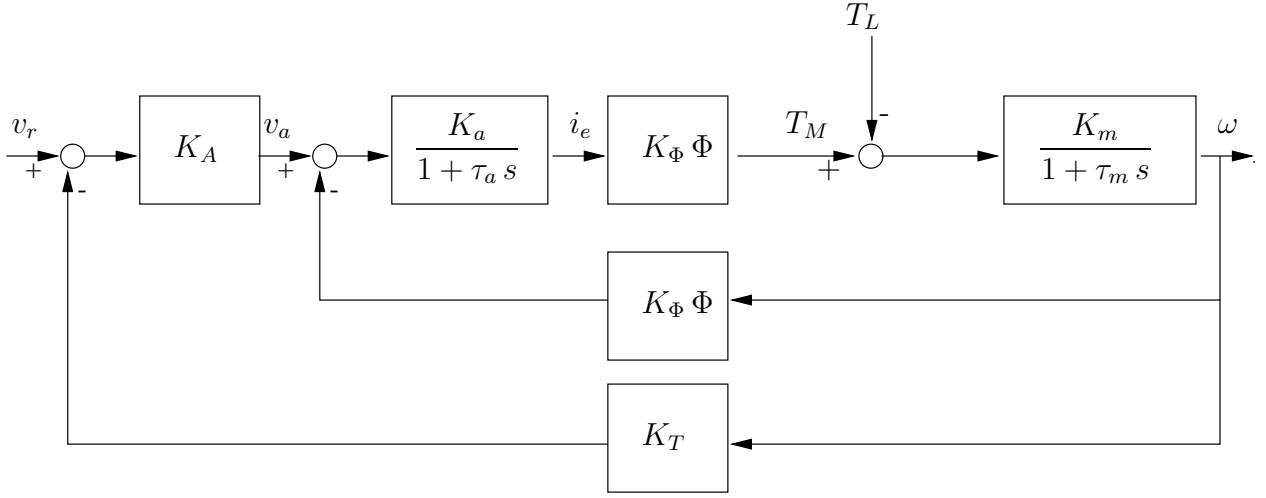 T_L
v_r
+
-
K_A
v_a
+
-
K_a
1 + τ_a s
i_e
K_Φ Φ
T_M
+
-
K_m
1 + τ_m s
ω
K_Φ Φ
K_T